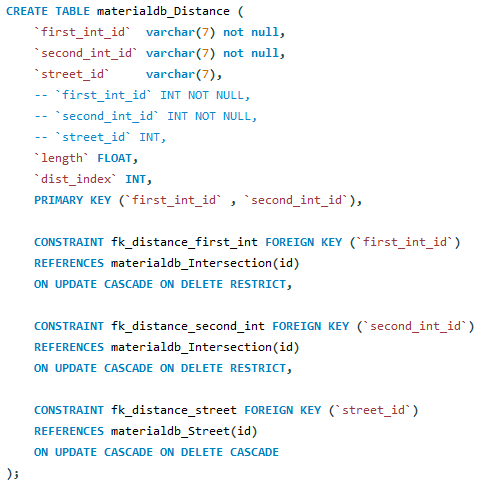 CREATE TABLE materialdb_Distance (
    `first_int_id`  varchar(7) not null,
    `second_int_id` varchar(7) not null,
    `street_id`     varchar(7),
    -- `first_int_id` INT NOT NULL,
    -- `second_int_id` INT NOT NULL,
    -- `street_id` INT,
    `length` FLOAT,
    `dist_index` INT,
    PRIMARY KEY (`first_int_id` , `second_int_id`),

    CONSTRAINT fk_distance_first_int FOREIGN KEY (`first_int_id`)
    REFERENCES materialdb_Intersection(id)
    ON UPDATE CASCADE ON DELETE RESTRICT,

    CONSTRAINT fk_distance_second_int FOREIGN KEY (`second_int_id`)
    REFERENCES materialdb_Intersection(id)
    ON UPDATE CASCADE ON DELETE RESTRICT,

    CONSTRAINT fk_distance_street FOREIGN KEY (`street_id`)
    REFERENCES materialdb_Street(id)
    ON UPDATE CASCADE ON DELETE CASCADE
);